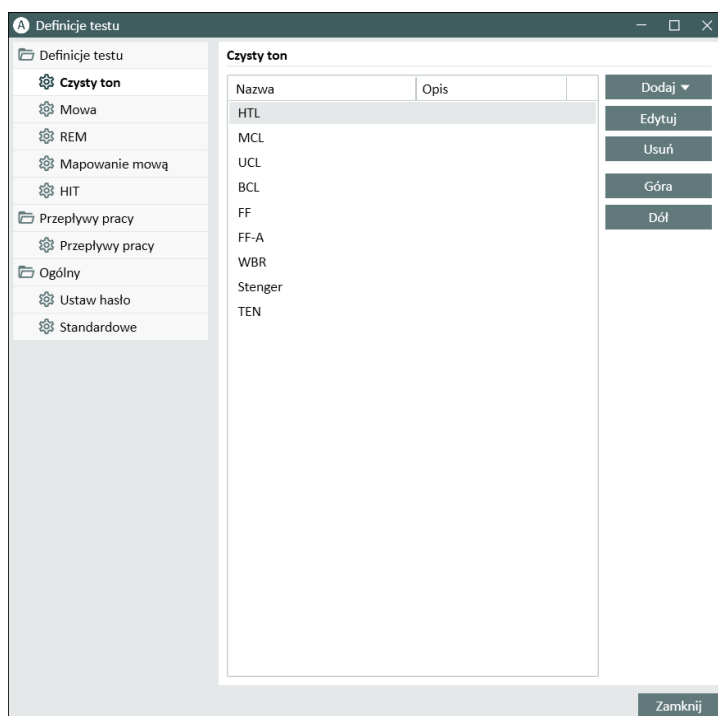 A Definicje testu
Definicje testu
Czysty ton
Mowa
REM
Mapowanie mową
HIT
Przepływy pracy
Przepływy pracy
Ogólny
Ustaw hasło
Standardowe
Czysty ton
Nazwa Opis
HTL
MCL
UCL
BCL
FF
FF-A
WBR
Stenger
TEN
Dodaj
Edytuj
Usuń
Góra
Dół
Zamknij